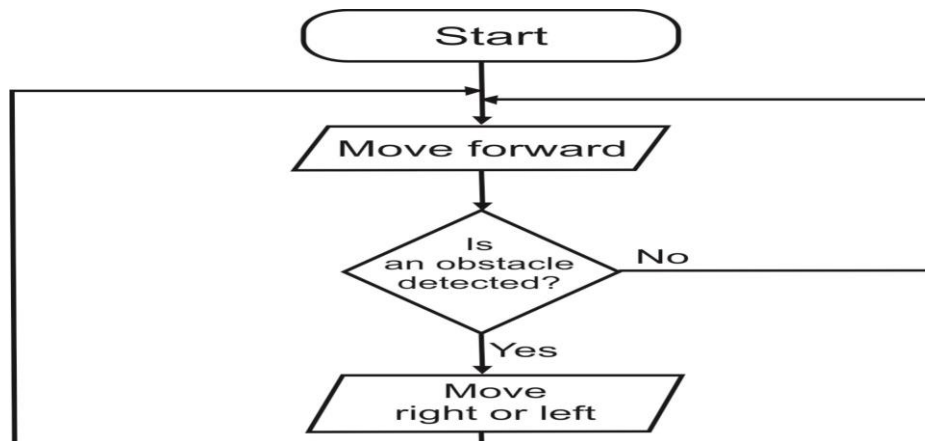 Start
Move forward
Is
an obstacle
detected?
No
Yes
Move
right or left